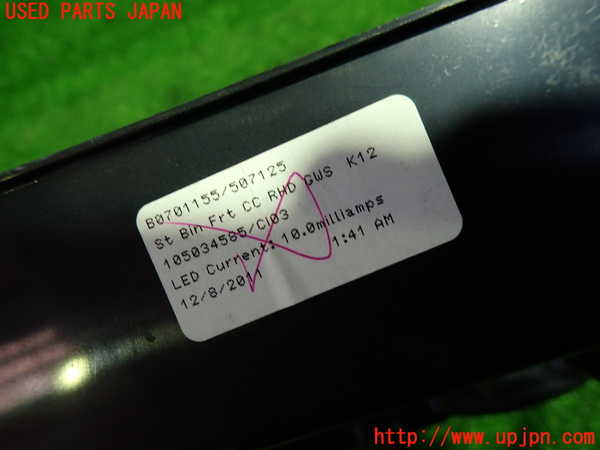 USED PARTS JAPAN
B0701155/507125
St Bin Frt CC RHD GWS K12
105034585/CI03
LED Current: 10.0milliamps
12/8/2011 1:41 AM
http://www.upjpn.com/